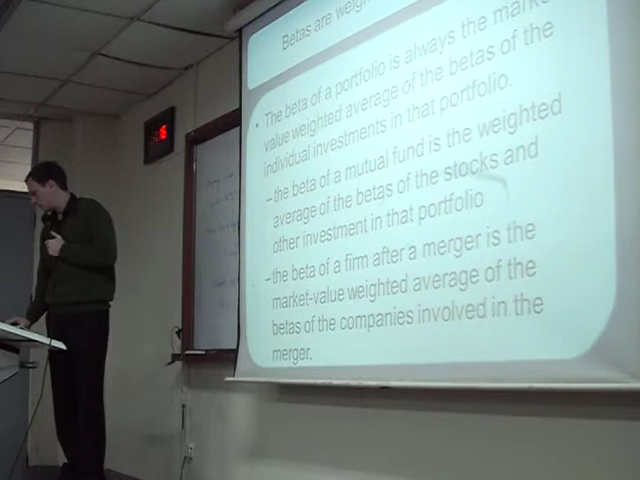 Betas are weig
• The beta of a portfolio is always the marke
value weighted average of the betas of the
individual investments in that portfolio.
–the beta of a mutual fund is the weighted
average of the betas of the stocks and
other investment in that portfolio
–the beta of a firm after a merger is the
market-value weighted average of the
betas of the companies involved in the
merger.